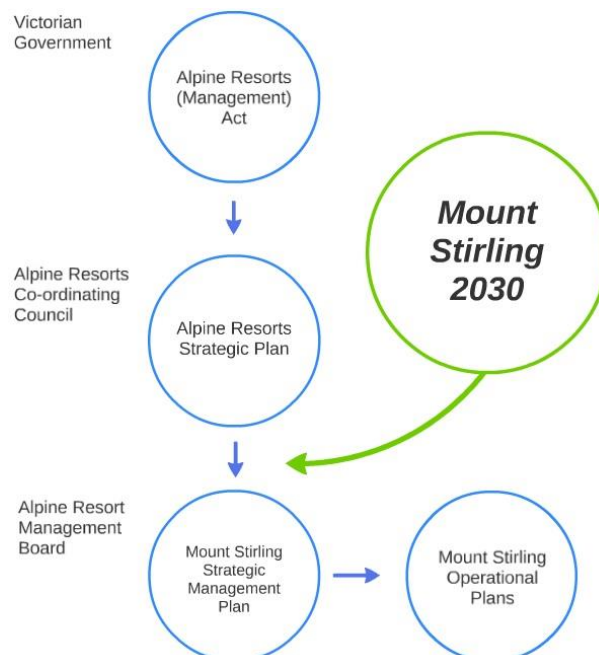 Victorian
Government
Alpine Resorts
(Management)
Act
Mount
Stirling
2030
Alpine Resorts
Co-ordinating
Council
Alpine Resorts
Strategic Plan
Alpine Resort
Management
Board
Mount Stirling
Strategic
Management
Plan
Mount Stirling
Operational
Plans